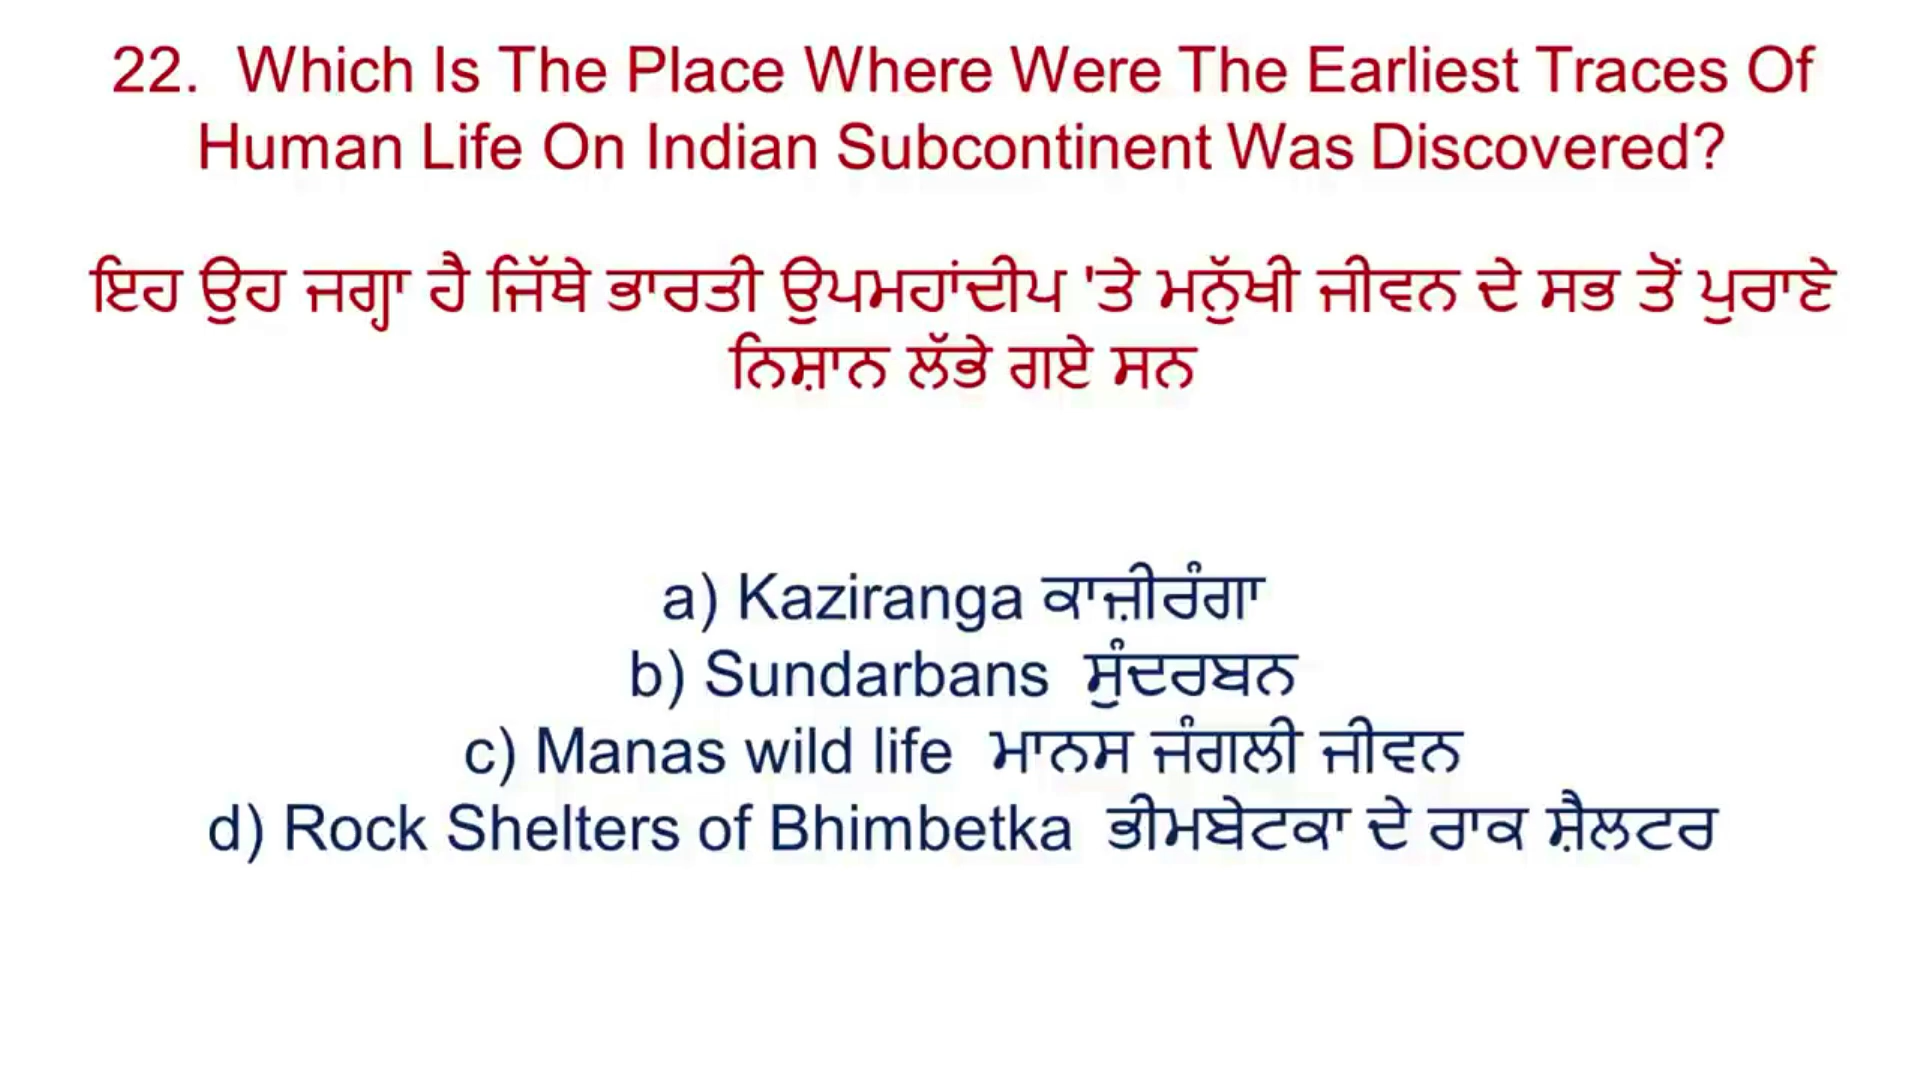 22. Which Is The Place Where Were The Earliest Traces Of
Human Life On Indian Subcontinent Was Discovered?
ਇਹ ਉਹ ਜਗ੍ਹਾ ਹੈ ਜਿੱਥੇ ਭਾਰਤੀ ਉਪਮਹਾਂਦੀਪ 'ਤੇ ਮਨੁੱਖੀ ਜੀਵਨ ਦੇ ਸਭ ਤੋਂ ਪੁਰਾਣੇ
ਨਿਸ਼ਾਨ ਲੱਭੇ ਗਏ ਸਨ
a) Kaziranga ਕਾਜ਼ੀਰੰਗਾ
b) Sundarbans ਸੁੰਦਰਬਨ
c) Manas wild life ਮਾਨਸ ਜੰਗਲੀ ਜੀਵਨ
d) Rock Shelters of Bhimbetka ਭੀਮਬੇਟਕਾ ਦੇ ਰਾਕ ਸ਼ੈਲਟਰ